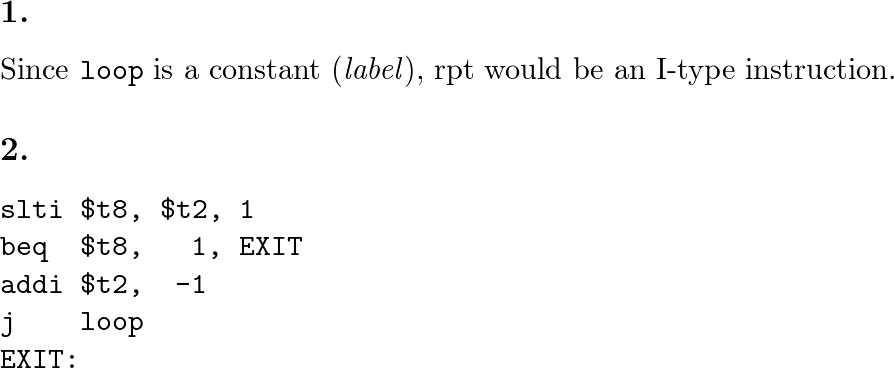 1.
Since loop is a constant (label), rpt would be an I-type instruction.
2.
slti $t8, $t2, 1
beq  $t8,   1, EXIT
addi $t2,  -1
j    loop
EXIT: